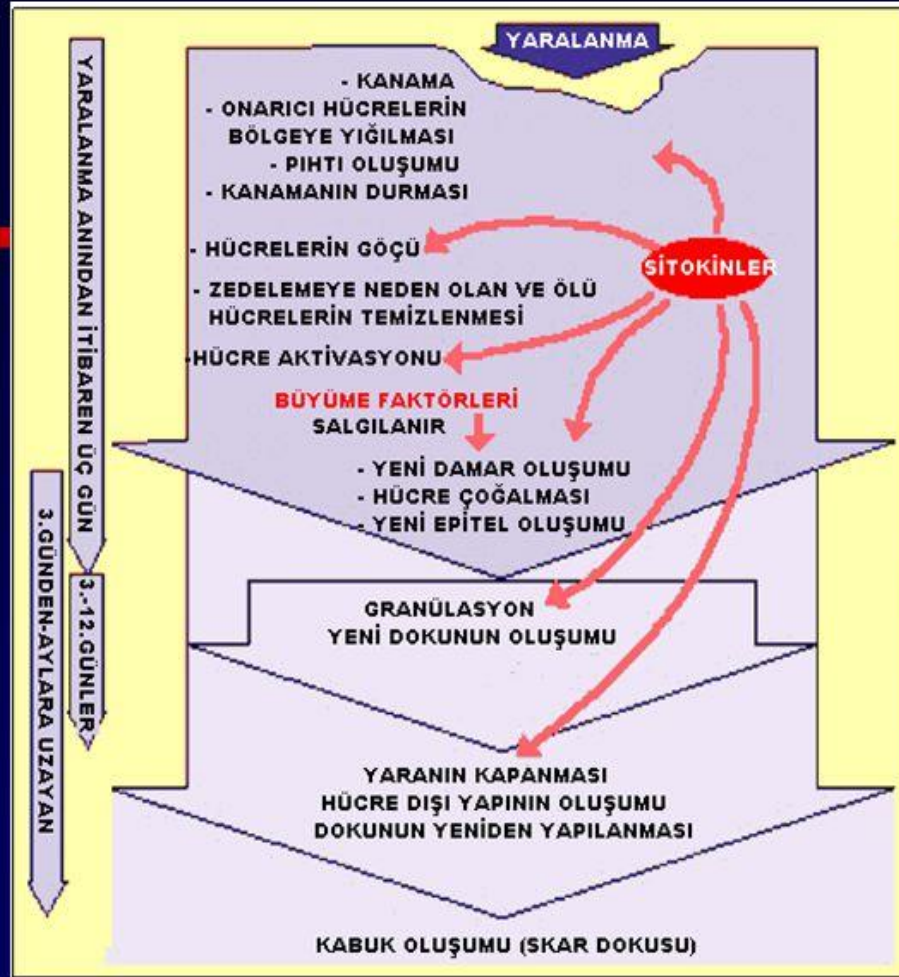 YARALANMA
- KANAMA
- ONARICI HÜCRELERİN
BÖLGEYE YIĞILMASI
- PIHTI OLUŞUMU
- KANAMANIN DURMASI
- HÜCRELERİN GÖÇÜ
SİTOKİNLER
- ZEDELEMEYE NEDEN OLAN VE ÖLÜ
HÜCRELERİN TEMİZLENMESİ
-HÜCRE AKTİVASYONU
BÜYÜME FAKTÖRLERİ
SALGILANIR
- YENİ DAMAR OLUŞUMU
- HÜCRE ÇOĞALMASI
- YENİ EPİTEL OLUŞUMU
GRANÜLASYON
YENİ DOKUNUN OLUŞUMU
YARANIN KAPANMASI
HÜCRE DIŞI YAPININ OLUŞUMU
DOKUNUN YENİDEN YAPILANMASI
KABUK OLUŞUMU (SKAR DOKUSU)
YARALANMA ANINDAN İTİBAREN ÜÇ GÜN
3.-12.GÜNLER
3.GÜNDEN-AYLARA UZAYAN